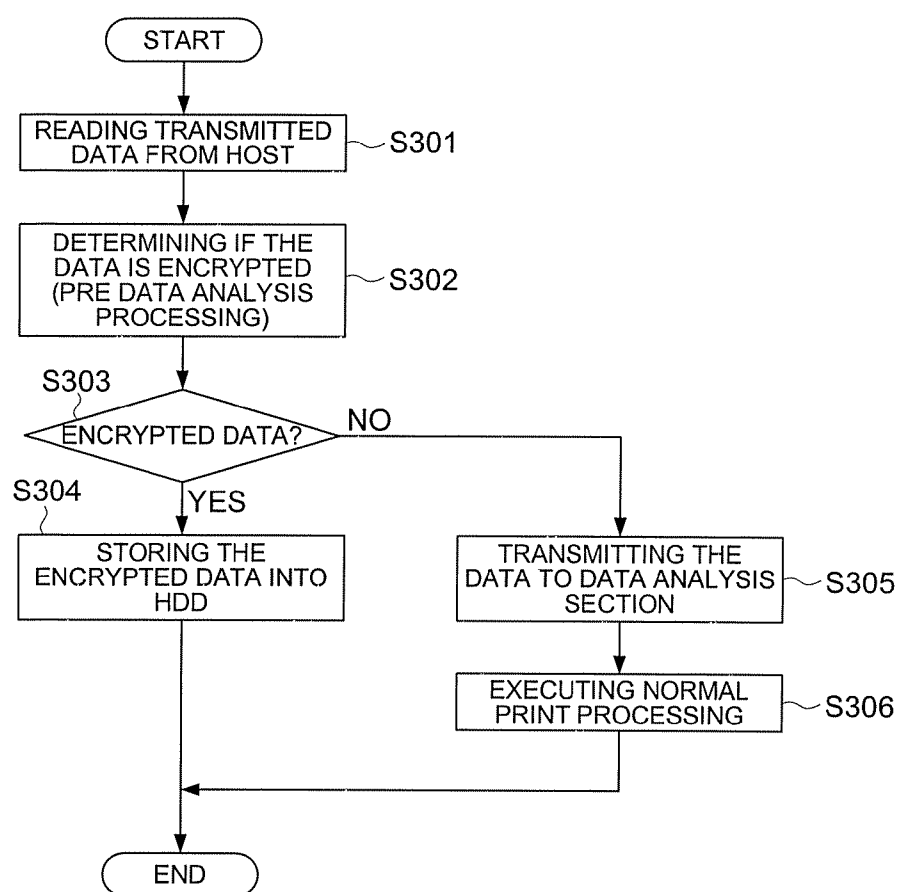 START
READING TRANSMITTED
DATA FROM HOST
S301
DETERMINING IF THE
DATA IS ENCRYPTED
(PRE DATA ANALYSIS
PROCESSING)
S302
S303
ENCRYPTED DATA?
NO
YES
S304
STORING THE
ENCRYPTED DATA INTO
HDD
TRANSMITTING THE
DATA TO DATA ANALYSIS
SECTION
S305
EXECUTING NORMAL
PRINT PROCESSING
S306
END